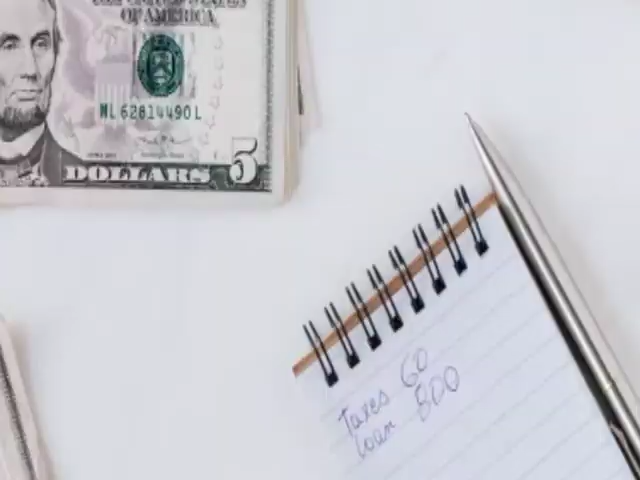 THE UNITED STATES
OF AMERICA
ML 62814490 L
DOLLARS 5
Taxes 60
loan 800